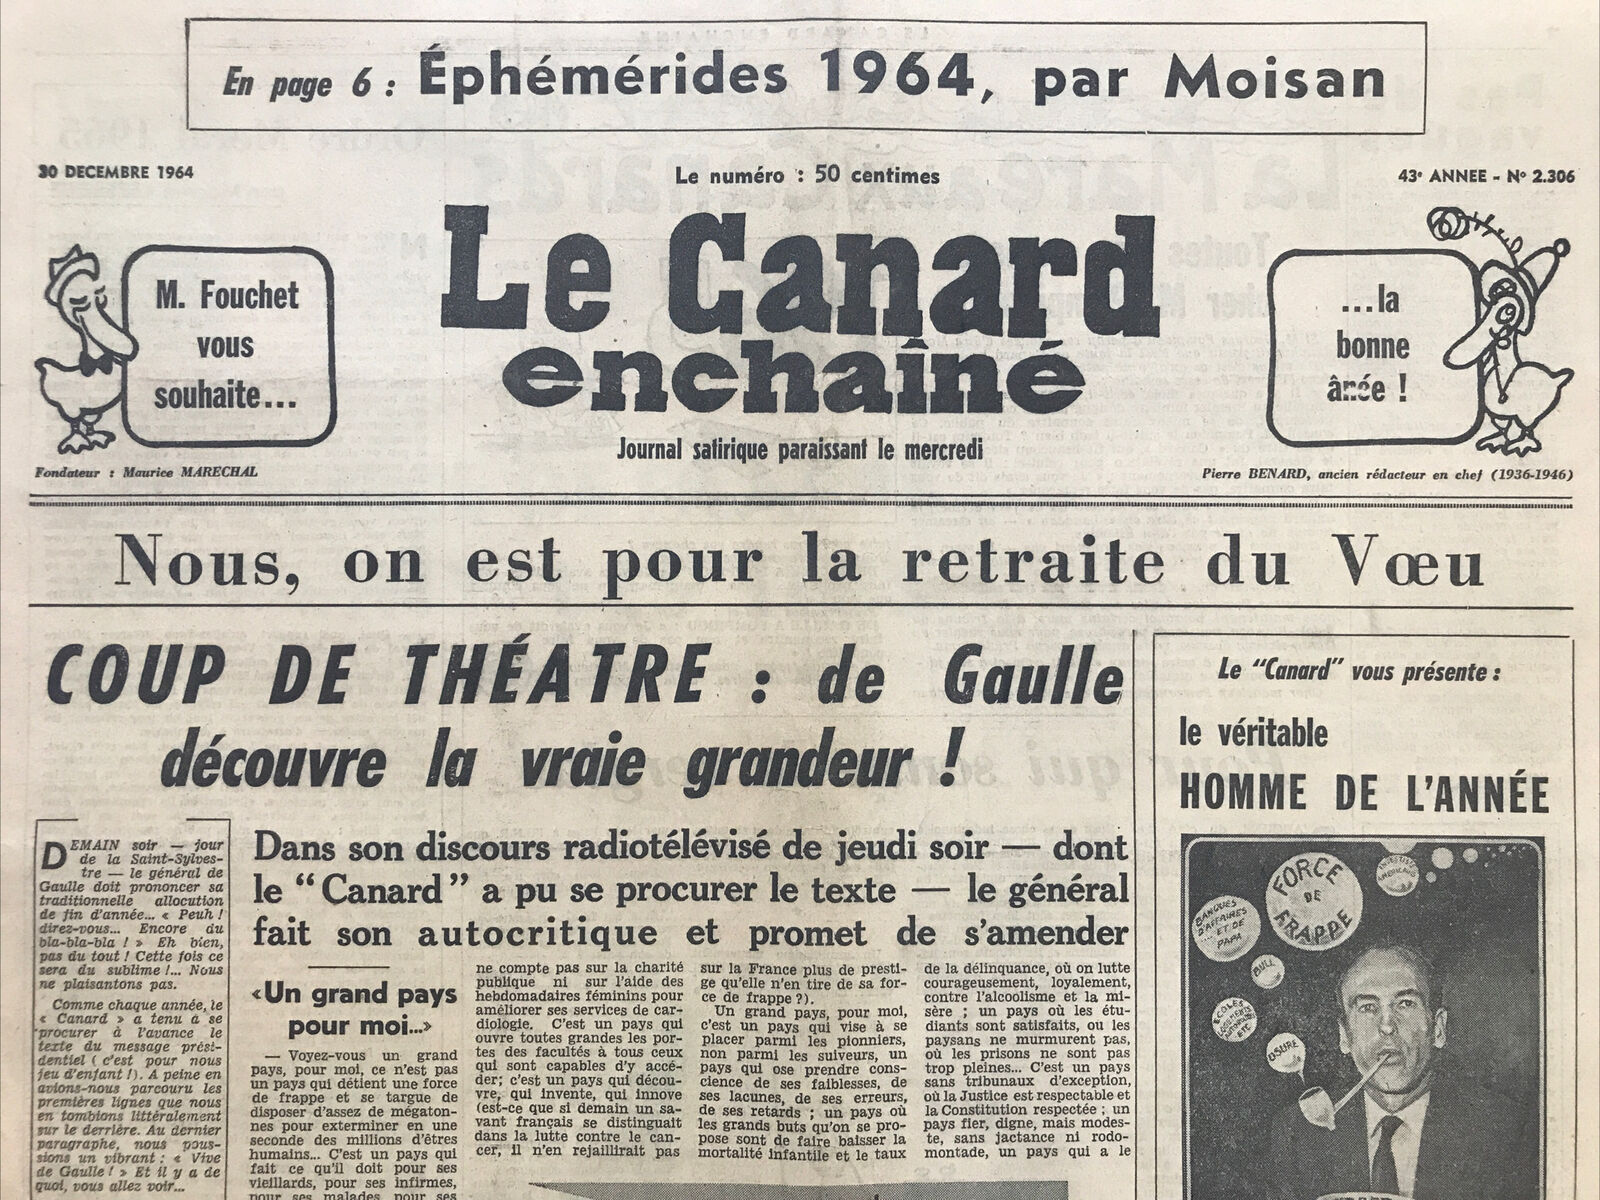 En page 6 : Éphémérides 1964, par Moisan
30 DECEMBRE 1964
Le numéro : 50 centimes
43e ANNEE - No 2.306
Le Canard
enchaîné
M. Fouchet
vous
souhaite...
...la
bonne
ânée !
Journal satirique paraissant le mercredi
Fondateur : Maurice MARECHAL
Pierre BENARD, ancien rédacteur en chef (1936-1946)
Nous, on est pour la retraite du Vœu
COUP DE THÉATRE : de Gaulle
découvre la vraie grandeur !
DEMAIN soir — jour
de la Saint-Sylves-
tre — le général de
Gaulle doit prononcer sa
traditionnelle allocution
de fin d'année... « Peuh !
direz-vous... Encore du
bla-bla-bla ! » Eh bien,
pas du tout ! Cette fois ce
sera du sublime !... Nous
ne plaisantons pas.
Comme chaque année, le
« Canard » a tenu à se
procurer à l'avance le
texte du message prési-
dentiel ( c'est pour nous
jeu d'enfant !). A peine en
avions-nous parcouru les
premières lignes que nous
en tombions littéralement
sur le derrière. Au dernier
paragraphe, nous pous-
sions un vibrant : « Vive
de Gaulle ! » Et il y a de
quoi, vous allez voir...
Dans son discours radiotélévisé de jeudi soir — dont
le “Canard” a pu se procurer le texte — le général
fait son autocritique et promet de s'amender
«Un grand pays
pour moi...»
— Voyez-vous un grand
pays, pour moi, ce n'est pas
un pays qui détient une force
de frappe et se targue de
disposer d'assez de mégaton-
nes pour exterminer en une
seconde des millions d'êtres
humains... C'est un pays qui
fait ce qu'il doit pour ses
vieillards, pour ses infirmes,
pour ses malades, pour ses
ne compte pas sur la charité
publique ni sur l'aide des
hebdomadaires féminins pour
améliorer ses services de car-
diologie. C'est un pays qui
ouvre toutes grandes les por-
tes des facultés à tous ceux
qui sont capables d'y accé-
der; c'est un pays qui décou-
vre, qui invente, qui innove
(est-ce que si demain un sa-
vant français se distinguait
dans la lutte contre le can-
cer, il n'en rejaillirait pas
sur la France plus de presti-
ge qu'elle n'en tire de sa for-
ce de frappe ?).
Un grand pays, pour moi,
c'est un pays qui vise à se
placer parmi les pionniers,
non parmi les suiveurs, un
pays qui ose prendre cons-
cience de ses faiblesses, de
ses lacunes, de ses erreurs,
de ses retards ; un pays où
les grands buts qu'on se pro-
pose sont de faire baisser la
mortalité infantile et le taux
de la délinquance, où on lutte
courageusement, loyalement,
contre l'alcoolisme et la mi-
sère ; un pays où les étu-
diants sont satisfaits, ou les
paysans ne murmurent pas,
où les prisons ne sont pas
trop pleines... C'est un pays
sans tribunaux d'exception,
où la Justice est respectable et
la Constitution respectée ; un
pays fier, digne, mais modes-
te, sans jactance ni rodo-
montade, un pays qui a le
Le “Canard” vous présente :
le véritable
HOMME DE L'ANNÉE
FORCE
DE
FRAPPE
BANQUES
D'AFFAIRES
... ET DE
PAPA
BULL
ECOLES
LOGEMENTS
AUTOROUTES
ETC
USURE